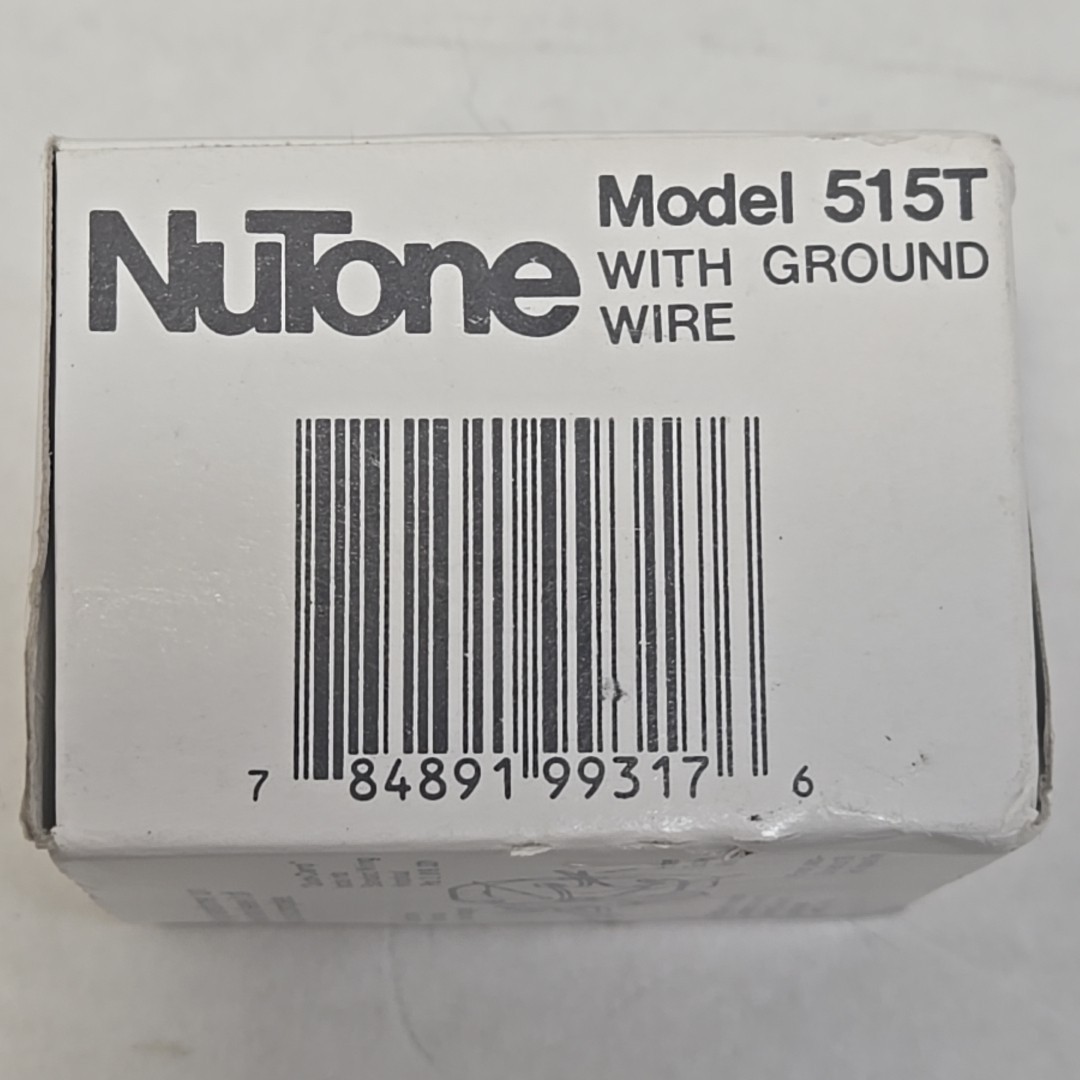 NuTone
Model 515T
WITH GROUND
WIRE
7 84891 99317 6